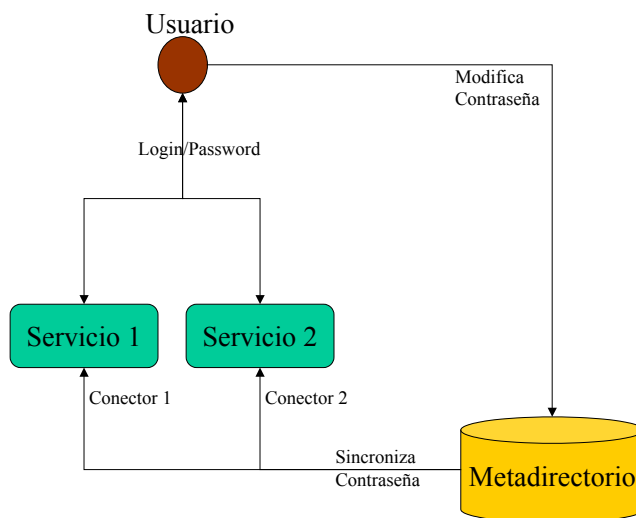 Usuario
Modifica
Contraseña
Login/Password
Servicio 1
Servicio 2
Conector 1
Conector 2
Sincroniza
Contraseña
Metadirectorio